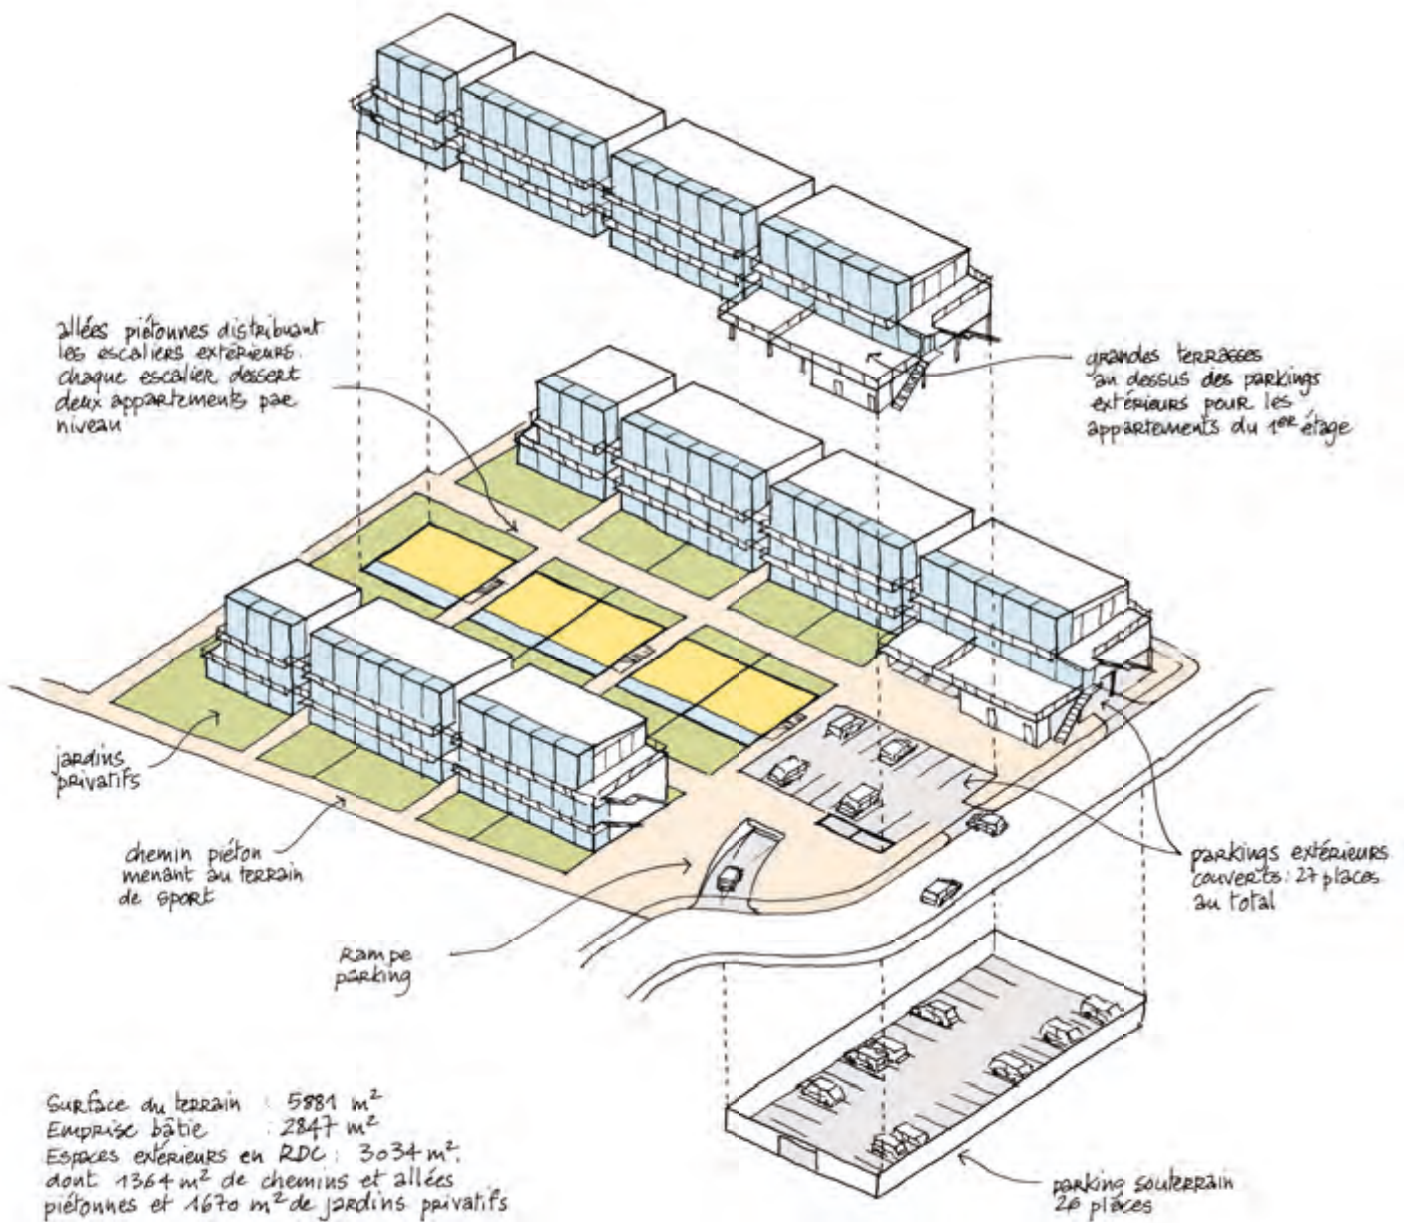 allées piétonnes distribuant
les escaliers extérieurs.
chaque escalier dessert
deux appartements par
niveau
grandes terrasses
au dessus des parkings
extérieurs pour les
appartements du 1er étage
jardins
privatifs
chemin piéton
menant au terrain
de sport
Rampe
parking
parkings extérieurs
couverts : 27 places
au total
Surface du terrain : 5881 m²
Emprise bâtie : 2847 m²
Espaces extérieurs en RDC : 3034 m².
dont 1364 m² de chemins et allées
piétonnes et 1670 m² de jardins privatifs
parking souterrain
26 places